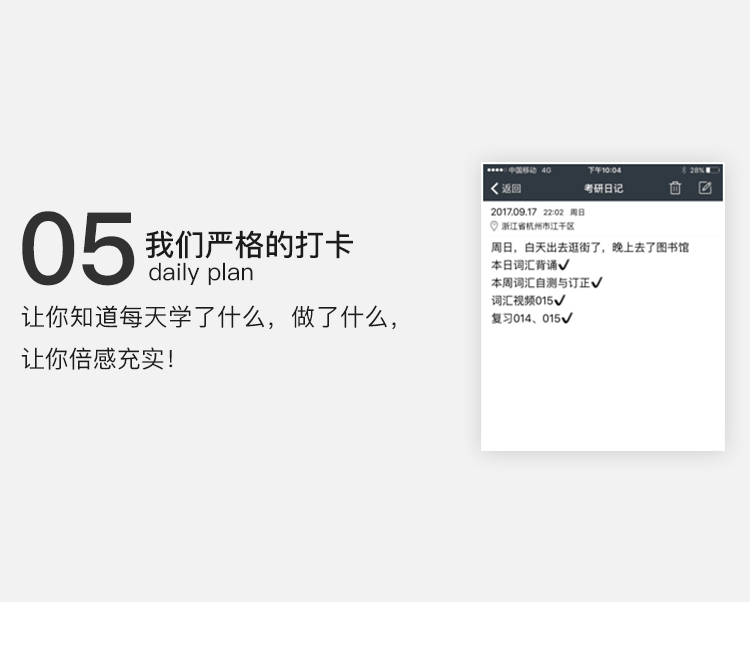 05
我们严格的打卡
daily plan
让你知道每天学了什么，做了什么，
让你倍感充实！
中国移动 4G 下午10:04 28%
返回 考研日记
2017.09.17 22:02 周日
浙江省杭州市江干区
周日，白天出去逛街了，晚上去了图书馆
本日词汇背诵✔
本周词汇自测与订正✔
词汇视频015✔
复习014、015✔